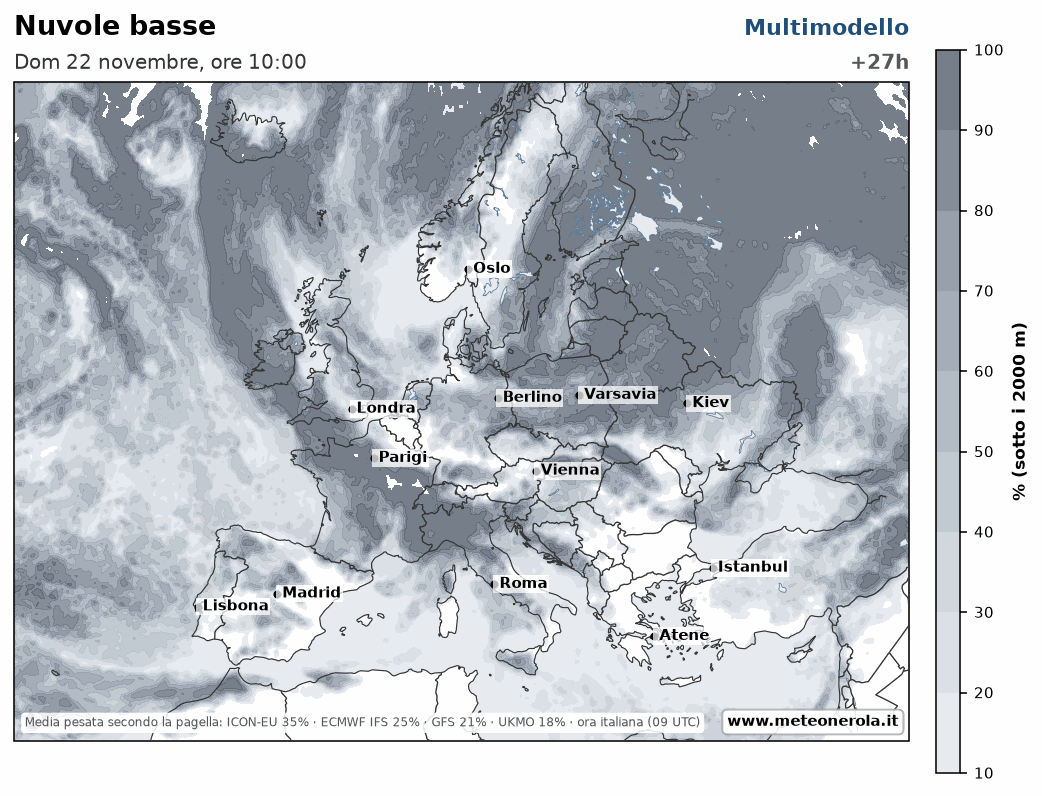 Nuvole basse
Multimodello
Dom 22 novembre, ore 10:00
+27h
100
90
80
70
60
50
40
30
20
10
% (sotto i 2000 m)
Oslo
Berlino
Varsavia
Kiev
Londra
Parigi
Vienna
Istanbul
Roma
Madrid
Lisbona
Atene
Media pesata secondo la pagella: ICON-EU 35% · ECMWF IFS 25% · GFS 21% · UKMO 18% · ora italiana (09 UTC)
www.meteonerola.it